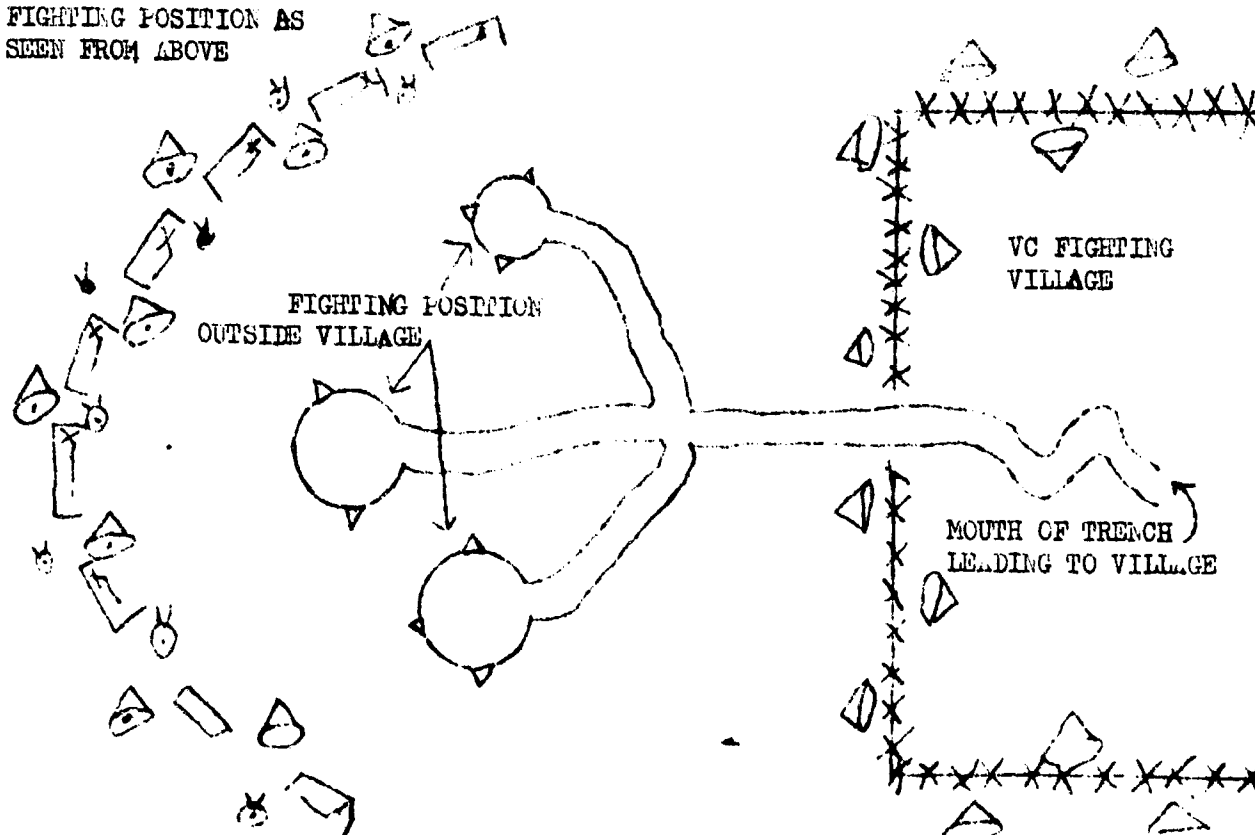 FIGHTING POSITION AS
SEEN FROM ABOVE
VC FIGHTING
VILLAGE
FIGHTING POSITION
OUTSIDE VILLAGE
MOUTH OF TRENCH
LEADING TO VILLAGE